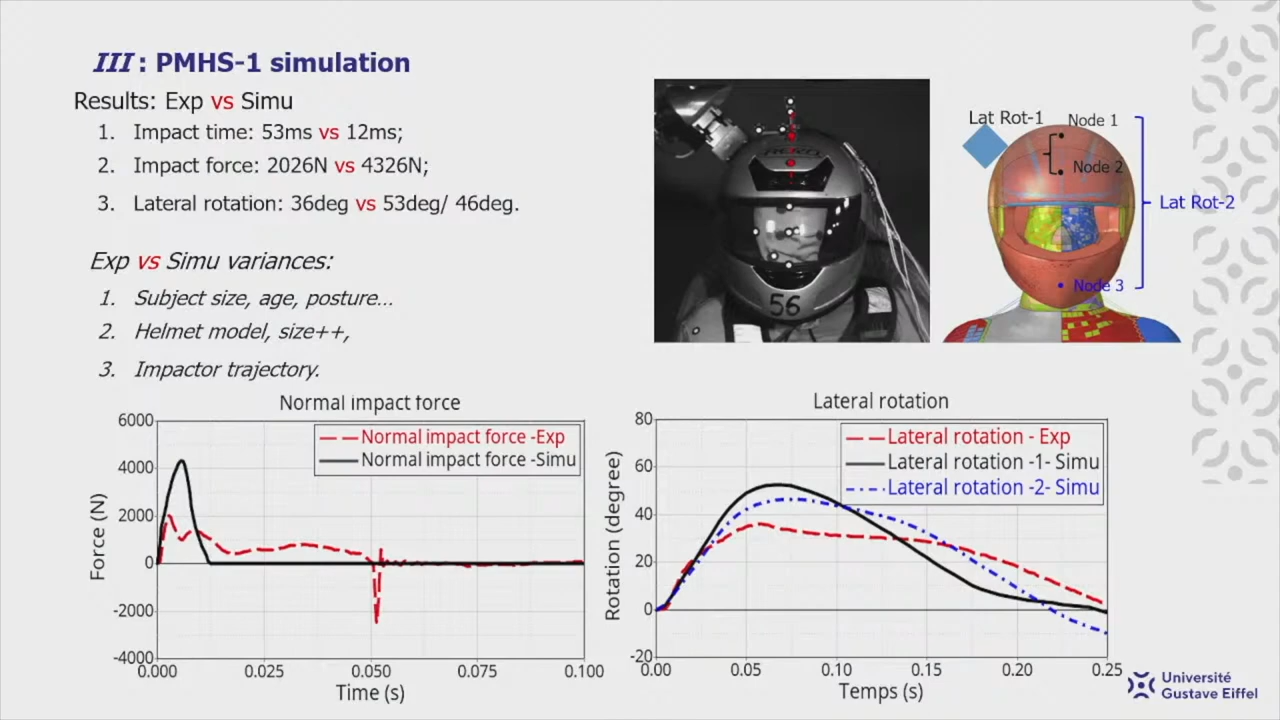 III : PMHS-1 simulation
Results: Exp vs Simu
1. Impact time: 53ms vs 12ms;
2. Impact force: 2026N vs 4326N;
3. Lateral rotation: 36deg vs 53deg/ 46deg.
Exp vs Simu variances:
1. Subject size, age, posture...
2. Helmet model, size++,
3. Impactor trajectory.
56
Lat Rot-1
Node 1
Node 2
Lat Rot-2
Node 3
Normal impact force
Normal impact force -Exp
Normal impact force -Simu
Force (N)
6000
4000
2000
0
-2000
-4000
0.000 0.025 0.050 0.075 0.100
Time (s)
Lateral rotation
Lateral rotation - Exp
Lateral rotation -1- Simu
Lateral rotation -2- Simu
Rotation (degree)
80
60
40
20
0
-20
0.00 0.05 0.10 0.15 0.20 0.25
Temps (s)
Université
Gustave Eiffel